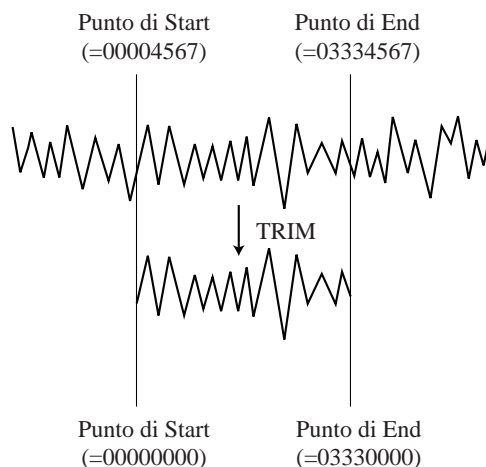 Punto di Start
(=00004567)
Punto di End
(=03334567)
TRIM
Punto di Start
(=00000000)
Punto di End
(=03330000)